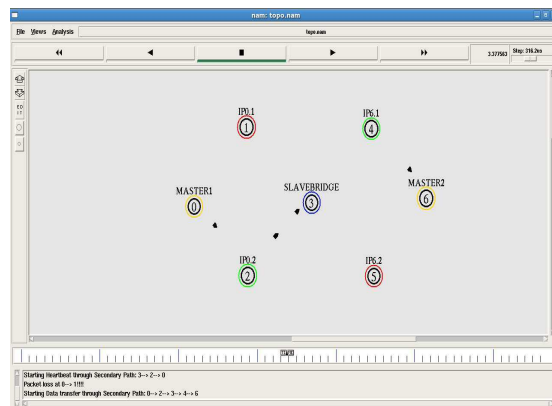 nam: topo.nam
File Views Analysis topo.nam
3.377563 Step: 316.2us
IP0.1
1
IP6.1
4
MASTER1
0
SLAVEBRIDGE
3
MASTER2
6
IP0.2
2
IP6.2
5
Starting Heartbeat through Secondary Path: 3--> 2--> 0
Packet loss at 0--> 1!!!!
Starting Data transfer through Secondary Path: 0--> 2--> 3--> 4--> 6